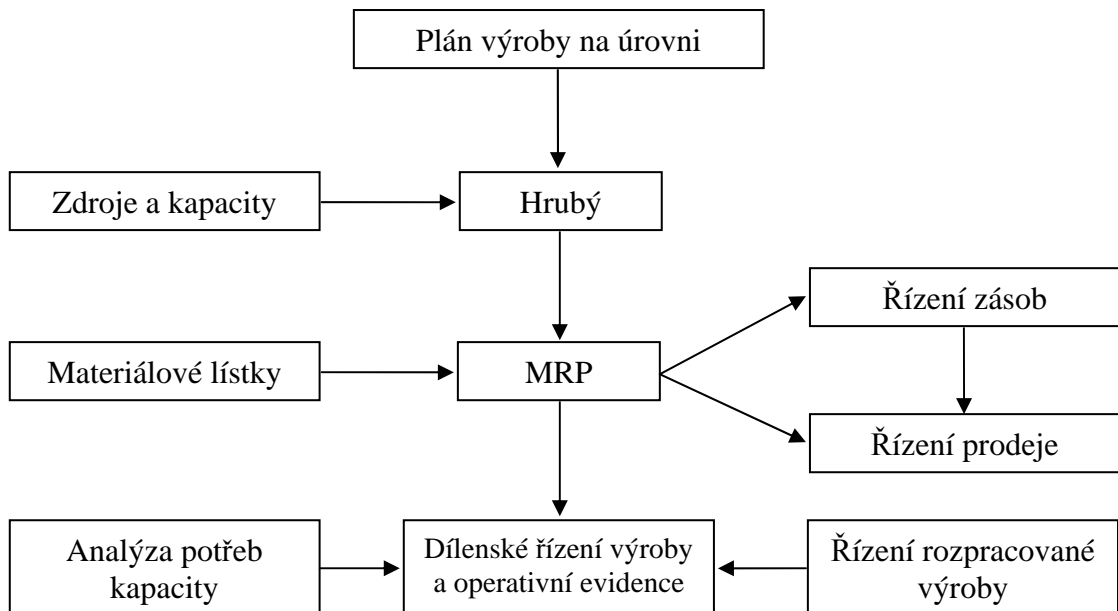 Plán výroby na úrovni
Zdroje a kapacity
Hrubý
Řízení zásob
Materiálové lístky
MRP
Řízení prodeje
Analýza potřeb
kapacity
Dílenské řízení výroby
a operativní evidence
Řízení rozpracované
výroby